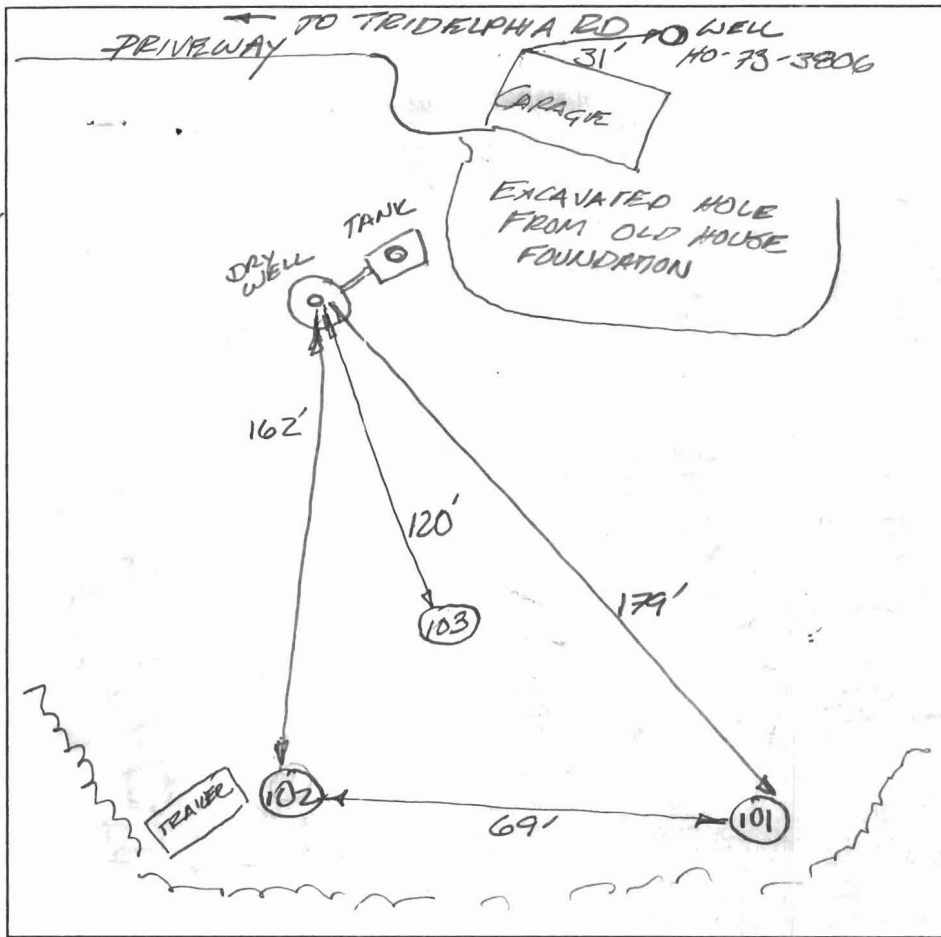 ← TO TRIDELPHIA RD
DRIVEWAY
WELL
HO-73-3806
31'
GARAGE
EXCAVATED HOLE
FROM OLD HOUSE
FOUNDATION
TANK
DRY
WELL
162'
120'
179'
103
102
TRAILER
69'
101